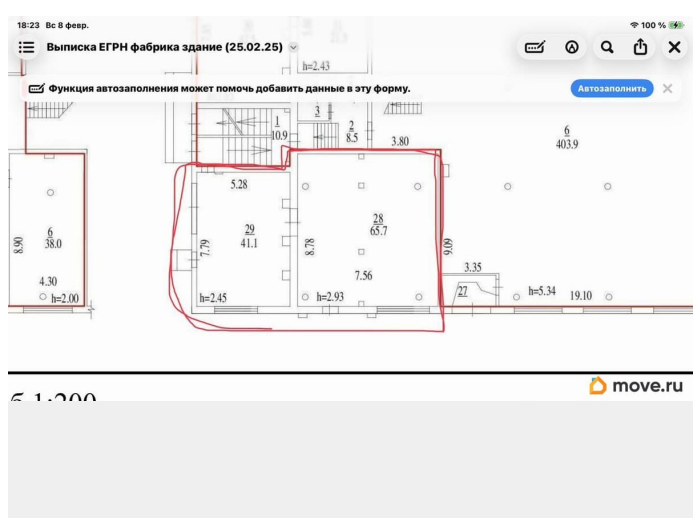 18:23 Вс 8 февр.
100 %
Выписка ЕГРН фабрика здание (25.02.25)
h=2.43
Функция автозаполнения может помочь добавить данные в эту форму.
Автозаполнить
3
1
10.9
2
8.5
3.80
6
403.9
5.28
29
41.1
7.79
h=2.45
28
65.7
8.78
7.56
h=2.93
9.09
6
38.0
8.90
4.30
h=2.00
3.35
27
h=5.34
19.10
move.ru